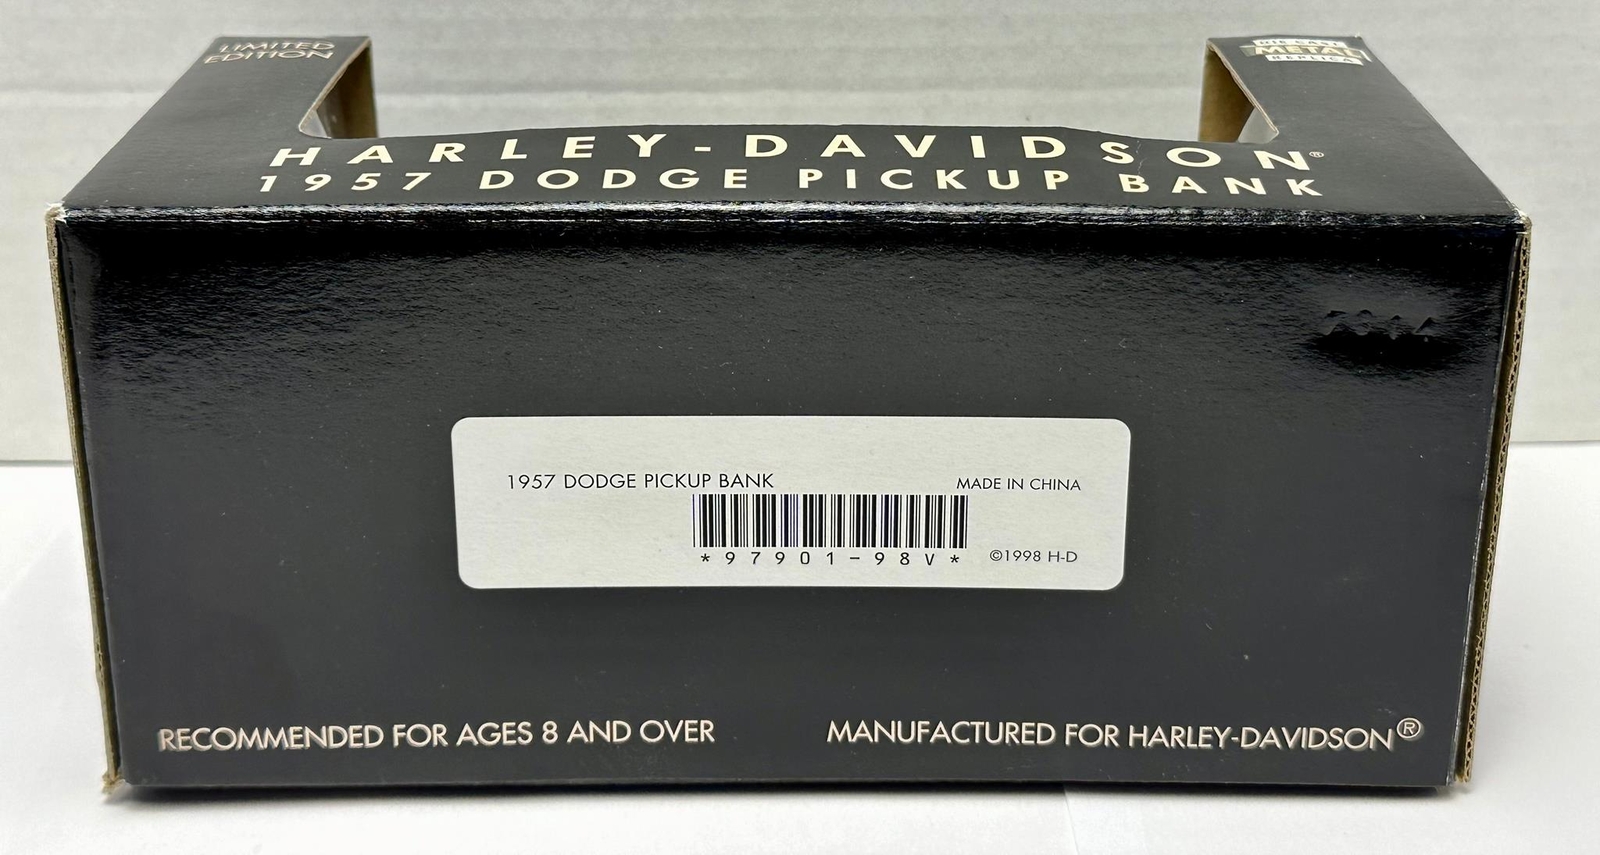 LIMITED
EDITION
DIE CAST
METAL
REPLICA
HARLEY-DAVIDSON®
1957 DODGE PICKUP BANK
1957 DODGE PICKUP BANK
MADE IN CHINA
*97901-98V*
©1998 H-D
RECOMMENDED FOR AGES 8 AND OVER
MANUFACTURED FOR HARLEY-DAVIDSON®